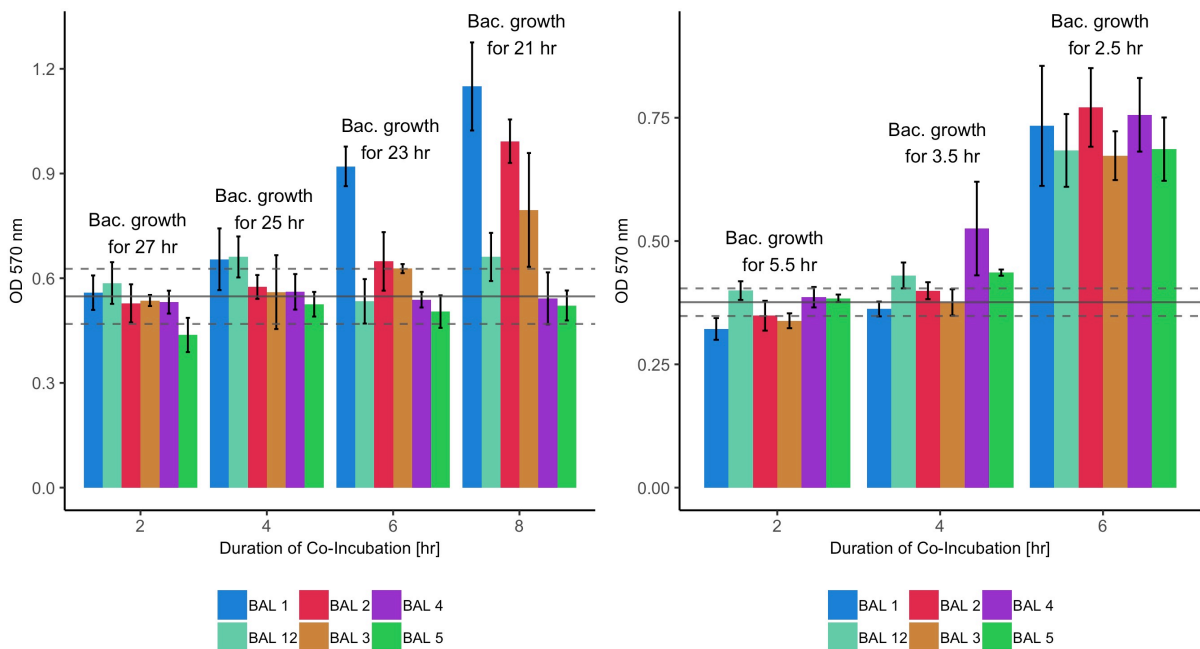 OD 570 nm
1.2
0.9
0.6
0.3
0.0
Bac. growth
for 27 hr
Bac. growth
for 25 hr
Bac. growth
for 23 hr
Bac. growth
for 21 hr
2 4 6 8
Duration of Co-Incubation [hr]
BAL 1 BAL 2 BAL 4
BAL 12 BAL 3 BAL 5
OD 570 nm
0.75
0.50
0.25
0.00
Bac. growth
for 5.5 hr
Bac. growth
for 3.5 hr
Bac. growth
for 2.5 hr
2 4 6
Duration of Co-Incubation [hr]
BAL 1 BAL 2 BAL 4
BAL 12 BAL 3 BAL 5